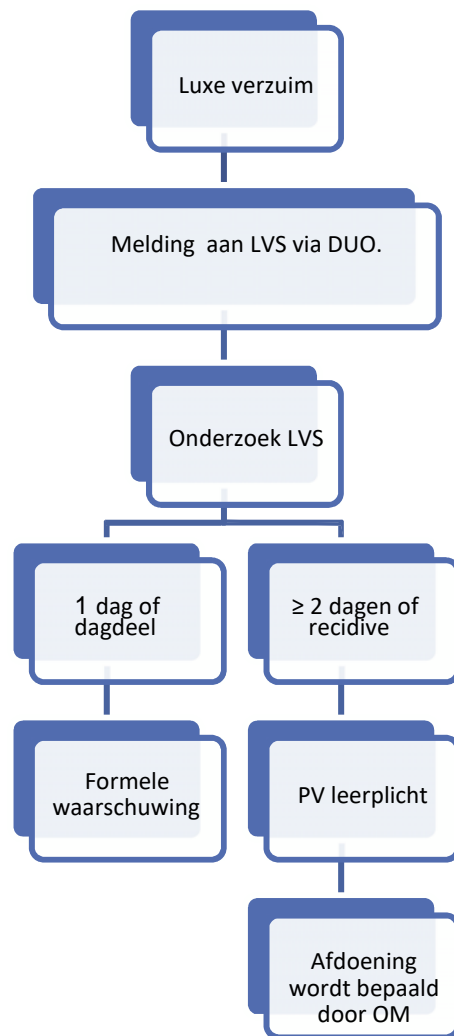 Luxe verzuim
Melding aan LVS via DUO.
Onderzoek LVS
1 dag of
dagdeel
≥ 2 dagen of
recidive
Formele
waarschuwing
PV leerplicht
Afdoening
wordt bepaald
door OM